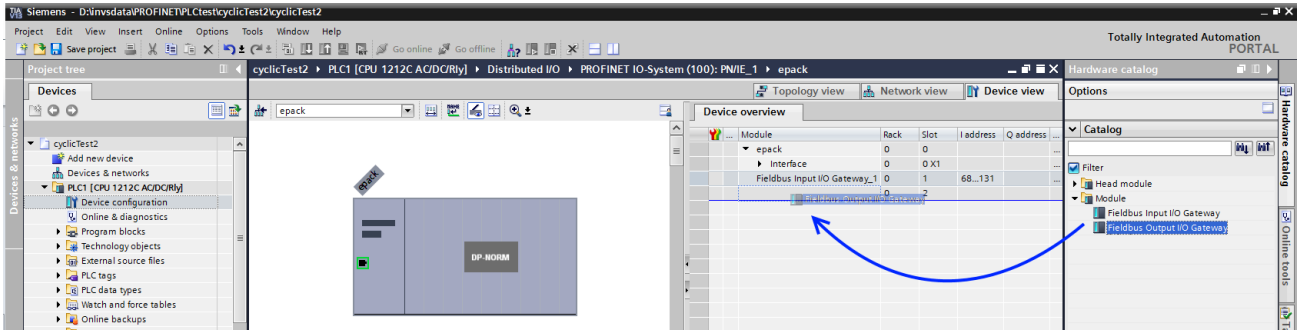 Siemens - D:\invsdata\PROFINET\PLCtest\cyclicTest2\cyclicTest2
Project Edit View Insert Online Options Tools Window Help
Save project Go online Go offline
Totally Integrated Automation
PORTAL
Project tree
cyclicTest2 PLC1 [CPU 1212C AC/DC/Rly] Distributed I/O PROFINET IO-System (100): PN/IE_1 epack
Hardware catalog
Devices
Topology view Network view Device view
Options
epack
Device overview
Module Rack Slot I address Q address ...
Catalog
cyclicTest2
epack 0 0
Add new device
Interface 0 0 X1
Filter
Devices & networks
Fieldbus Input I/O Gateway_1 0 1 68...131
Head module
PLC1 [CPU 1212C AC/DC/Rly]
0 2
Module
Device configuration
Fieldbus Output I/O Gateway
Fieldbus Input I/O Gateway
Online & diagnostics
Fieldbus Output I/O Gateway
Program blocks
Technology objects
External source files
PLC tags
PLC data types
Watch and force tables
Online backups
epack
DP-NORM
Devices & networks
Hardware catalog
Online tools